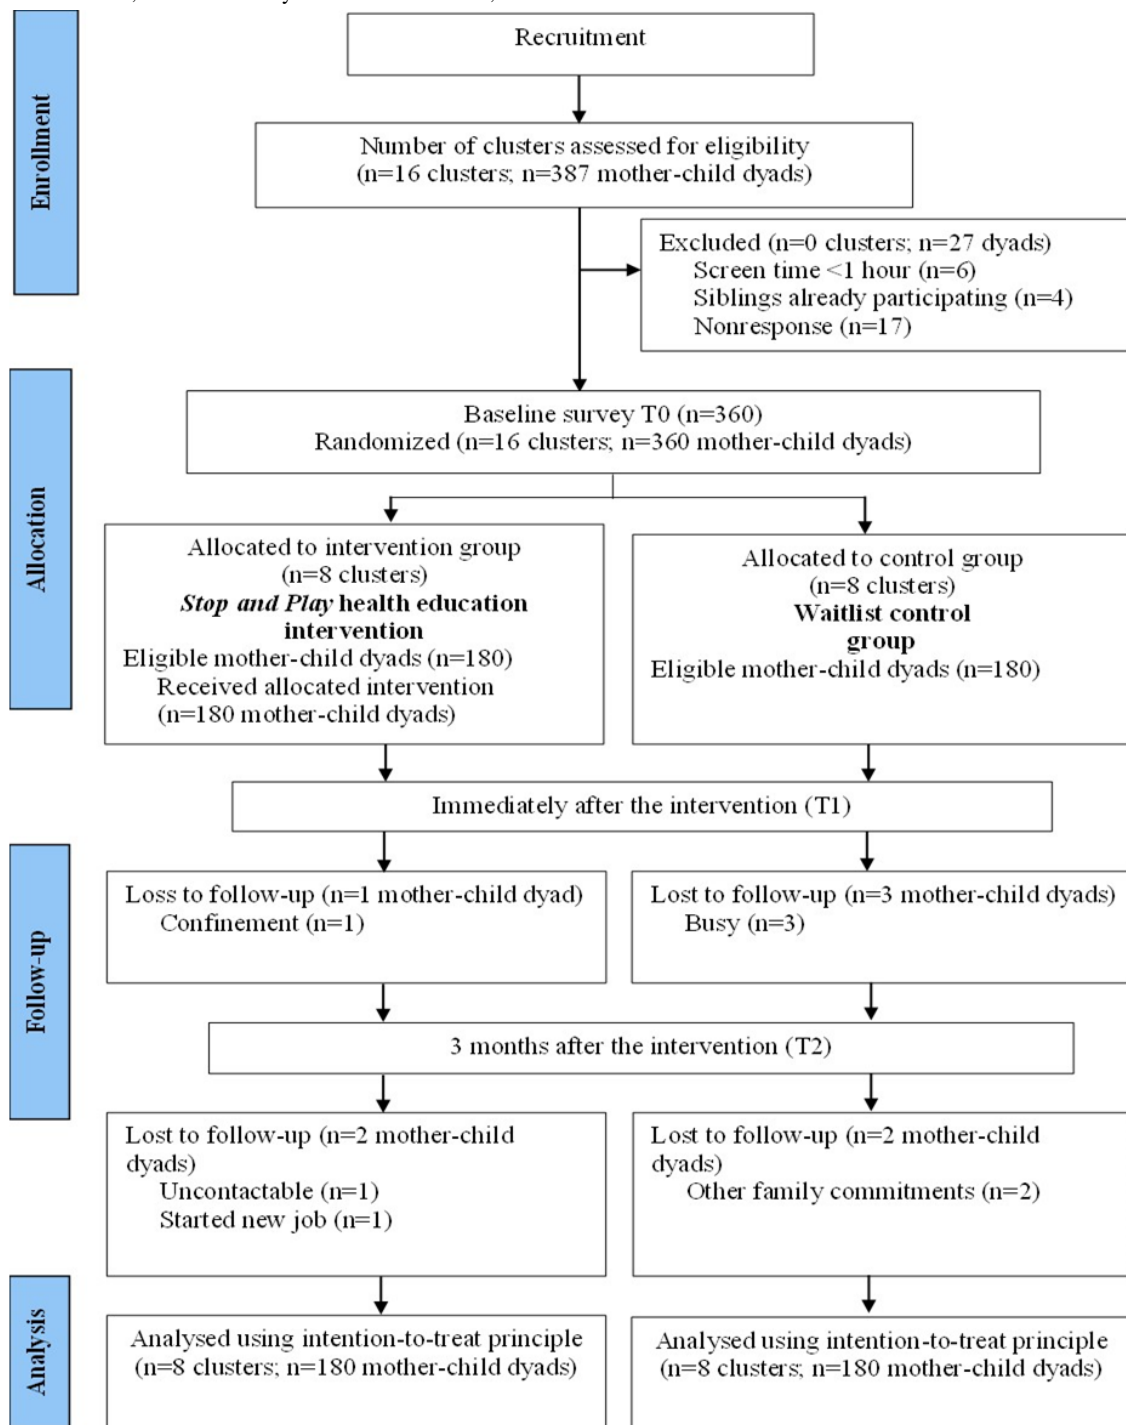 Enrollment
Recruitment
Number of clusters assessed for eligibility
(n=16 clusters; n=387 mother-child dyads)
Excluded (n=0 clusters; n=27 dyads)
Screen time <1 hour (n=6)
Siblings already participating (n=4)
Nonresponse (n=17)
Allocation
Baseline survey T0 (n=360)
Randomized (n=16 clusters; n=360 mother-child dyads)
Allocated to intervention group
(n=8 clusters)
Stop and Play health education
intervention
Eligible mother-child dyads (n=180)
Received allocated intervention
(n=180 mother-child dyads)
Allocated to control group
(n=8 clusters)
Waitlist control
group
Eligible mother-child dyads (n=180)
Immediately after the intervention (T1)
Follow-up
Loss to follow-up (n=1 mother-child dyad)
Confinement (n=1)
Lost to follow-up (n=3 mother-child dyads)
Busy (n=3)
3 months after the intervention (T2)
Lost to follow-up (n=2 mother-child
dyads)
Uncontactable (n=1)
Started new job (n=1)
Lost to follow-up (n=2 mother-child
dyads)
Other family commitments (n=2)
Analysis
Analysed using intention-to-treat principle
(n=8 clusters; n=180 mother-child dyads)
Analysed using intention-to-treat principle
(n=8 clusters; n=180 mother-child dyads)